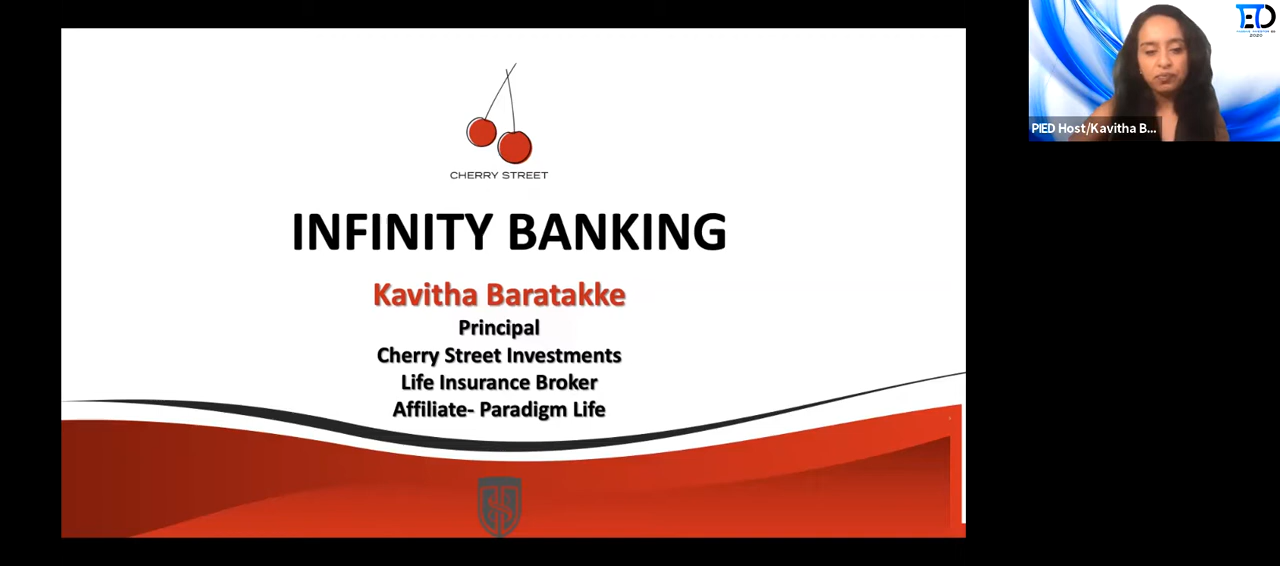 CHERRY STREET
INFINITY BANKING
Kavitha Baratakke
Principal
Cherry Street Investments
Life Insurance Broker
Affiliate- Paradigm Life
PIED Host/Kavitha B...
2020